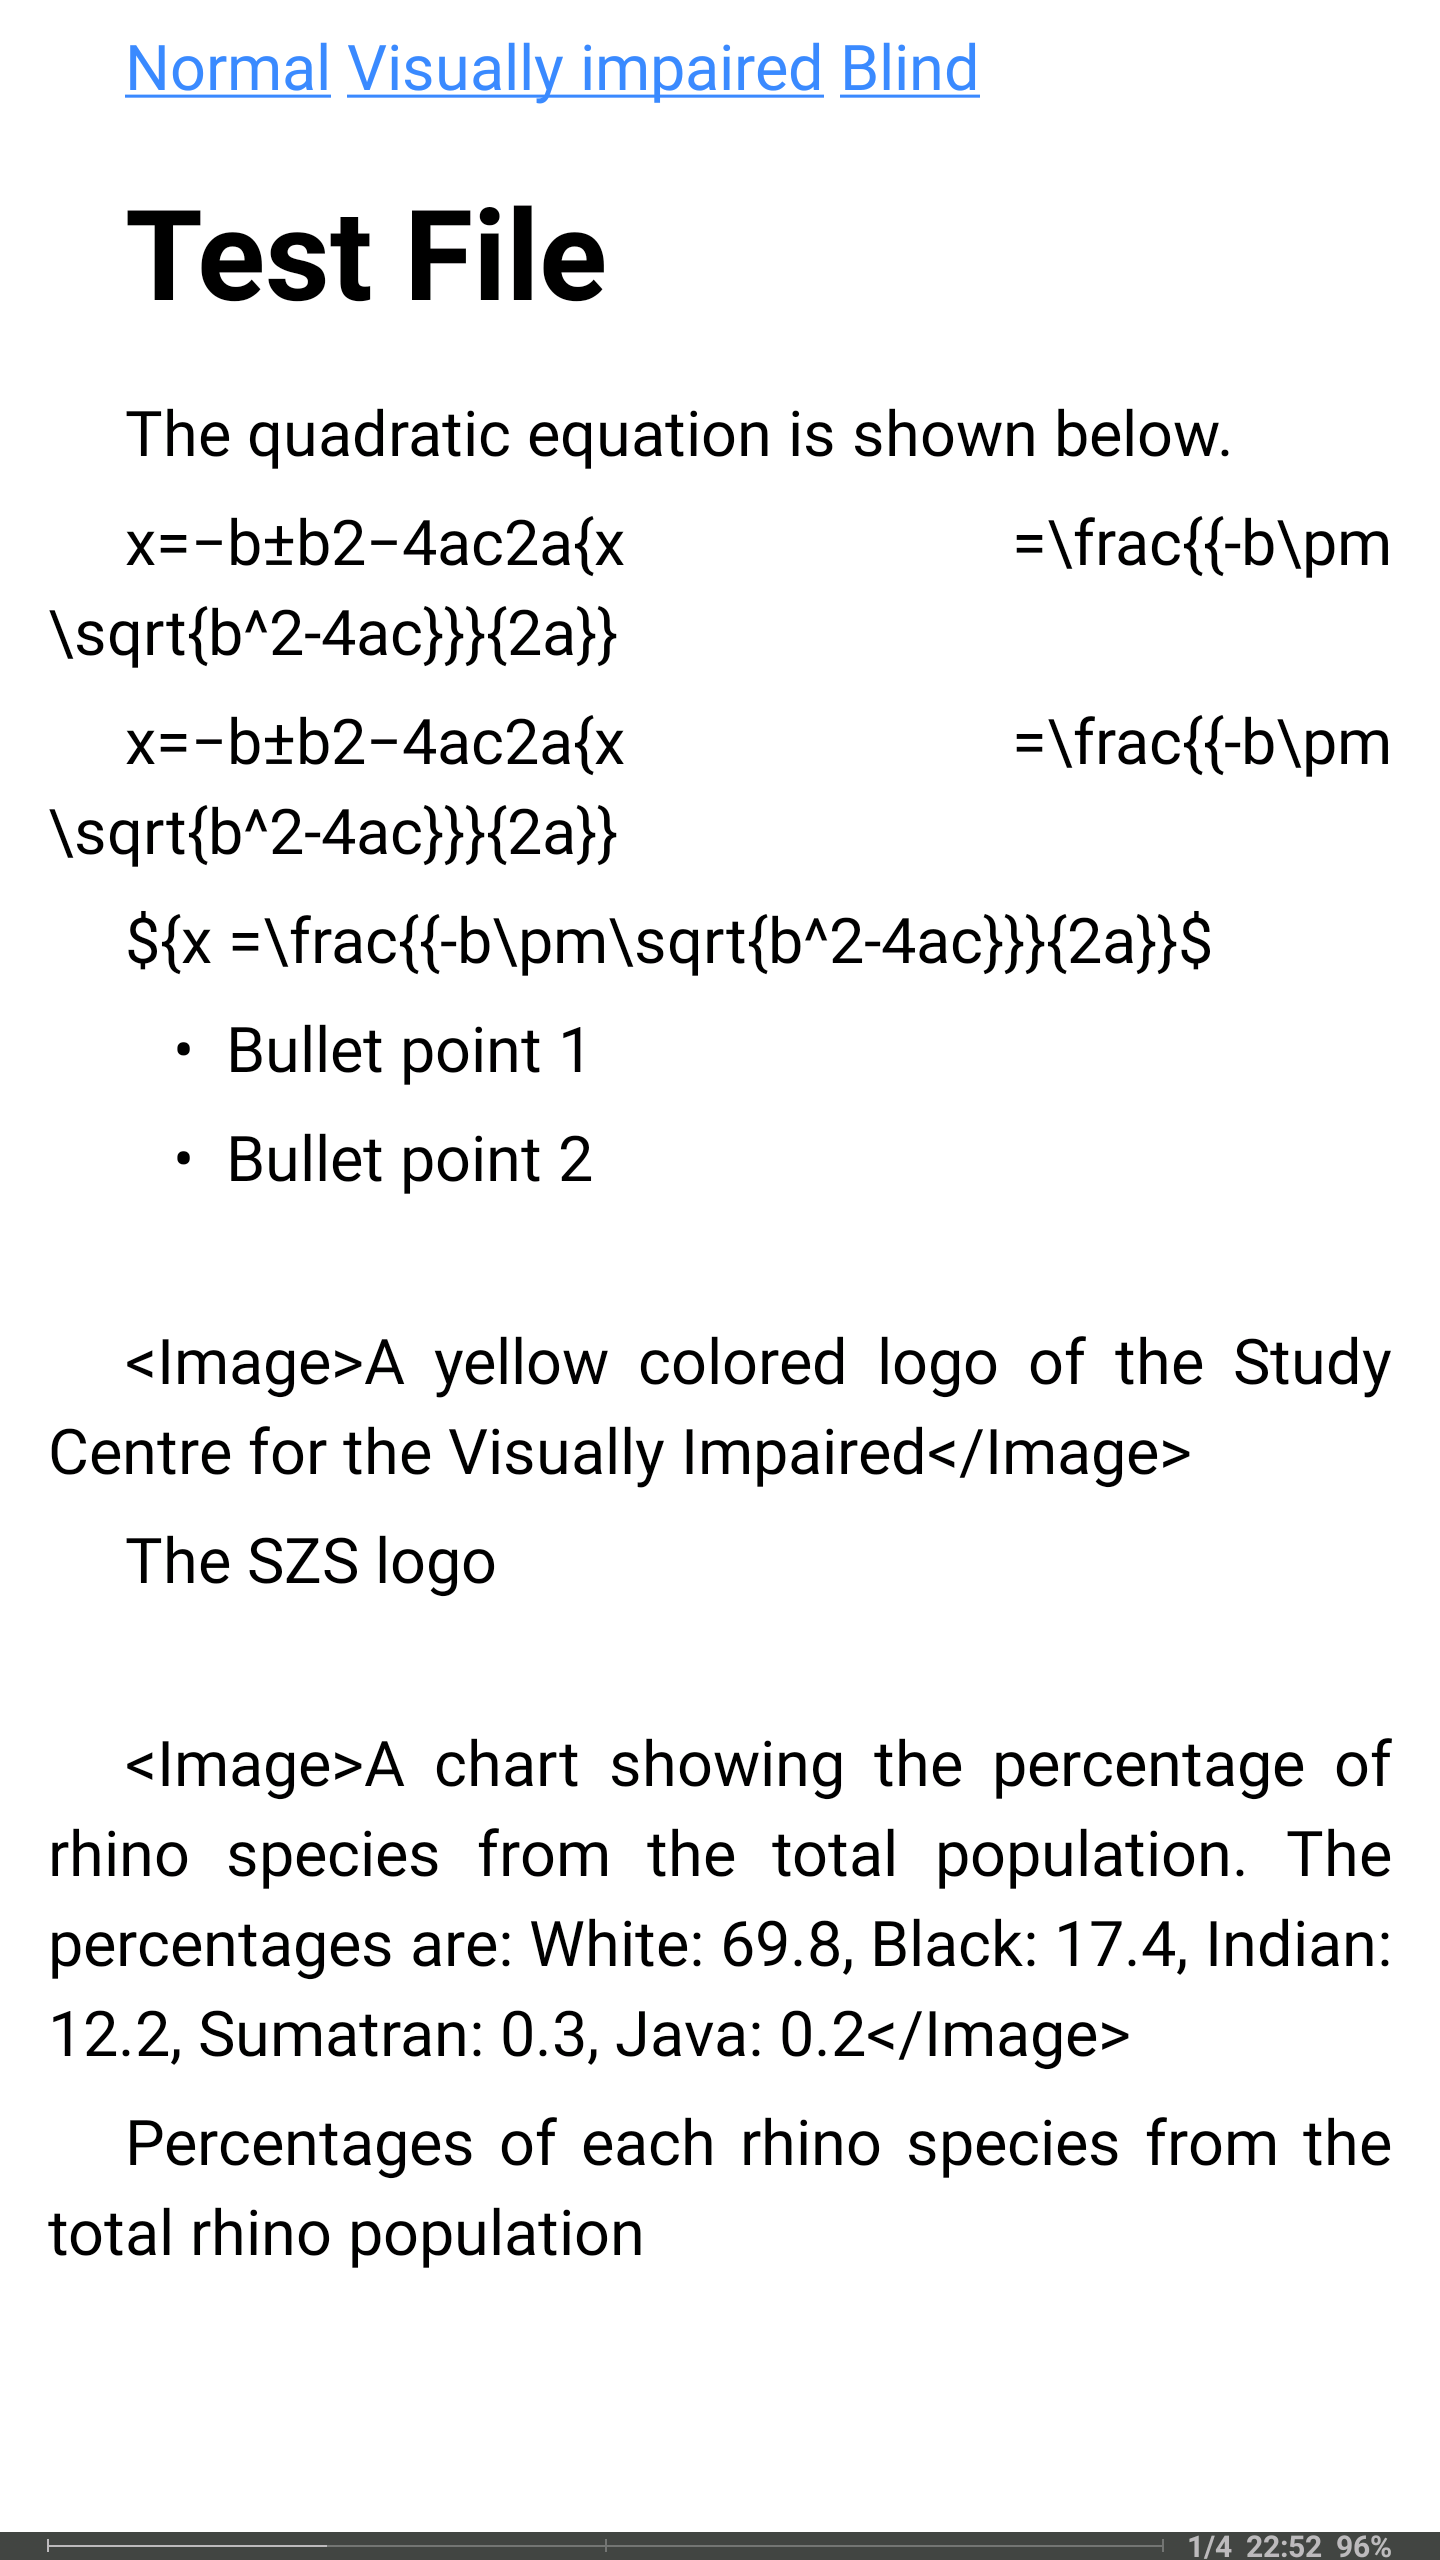 Normal Visually impaired Blind
Test File
The quadratic equation is shown below.
x=−b±b2−4ac2a{x =\frac{{-b\pm
\sqrt{b^2-4ac}}}{2a}}
x=−b±b2−4ac2a{x =\frac{{-b\pm
\sqrt{b^2-4ac}}}{2a}}
${x =\frac{{-b\pm\sqrt{b^2-4ac}}}{2a}}$
• Bullet point 1
• Bullet point 2
<Image>A yellow colored logo of the Study
Centre for the Visually Impaired</Image>
The SZS logo
<Image>A chart showing the percentage of
rhino species from the total population. The
percentages are: White: 69.8, Black: 17.4, Indian:
12.2, Sumatran: 0.3, Java: 0.2</Image>
Percentages of each rhino species from the
total rhino population
1/4 22:52 96%